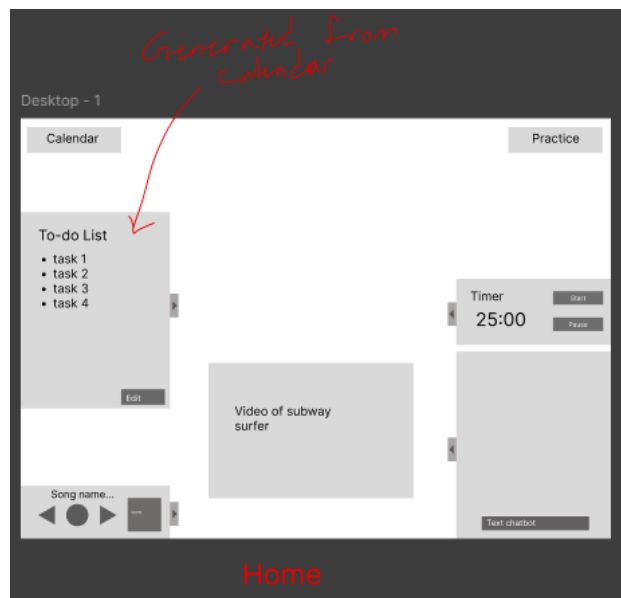 Generated from
calendar
Desktop - 1
Calendar
Practice
To-do List
• task 1
• task 2
• task 3
• task 4
Edit
Timer
25:00
Start
Pause
Video of subway
surfer
Song name...
Text chatbot
Home